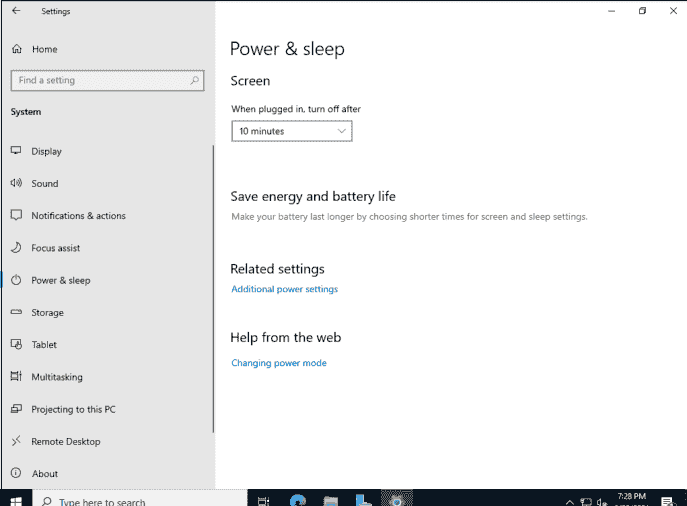 Settings
Home
Find a setting
System
Display
Sound
Notifications & actions
Focus assist
Power & sleep
Storage
Tablet
Multitasking
Projecting to this PC
Remote Desktop
About
Power & sleep
Screen
When plugged in, turn off after
10 minutes
Save energy and battery life
Make your battery last longer by choosing shorter times for screen and sleep settings.
Related settings
Additional power settings
Help from the web
Changing power mode
Type here to search
7:28 PM